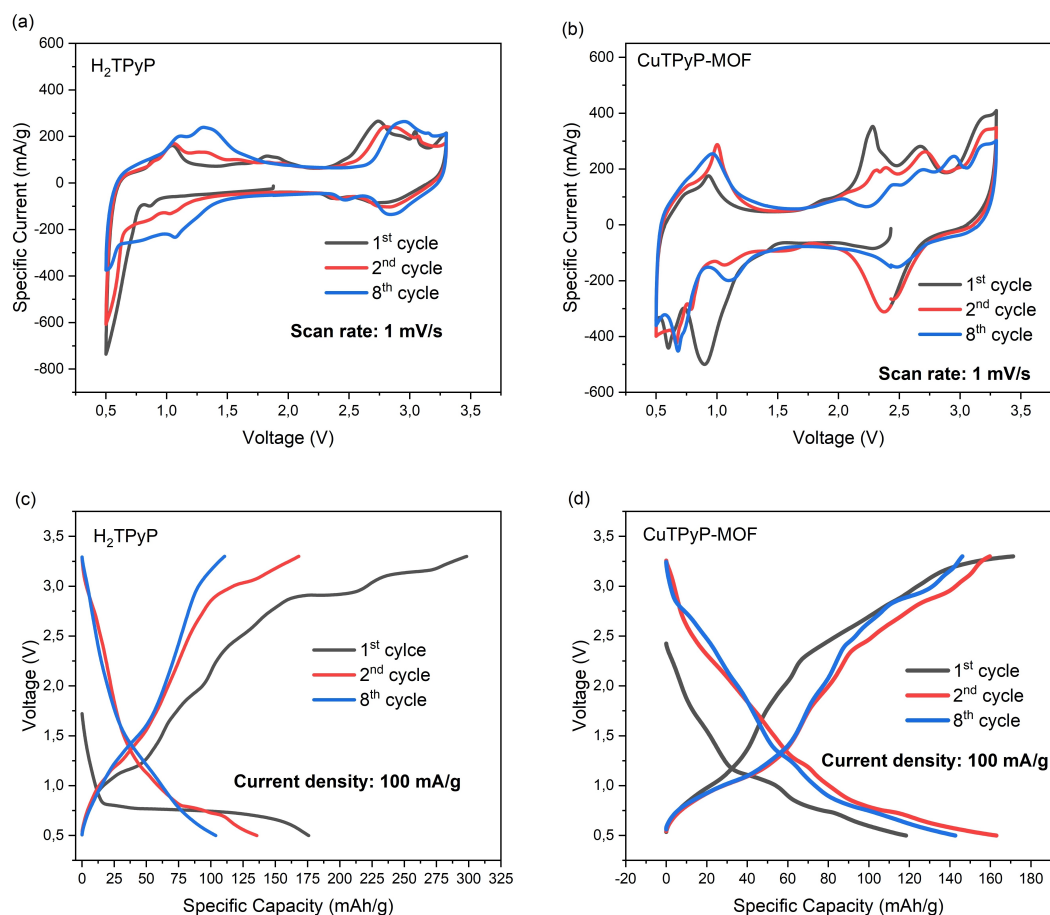 (a)
H₂TPyP
600
400
200
0
-200
-400
-600
-800
Specific Current (mA/g)
1st cycle
2nd cycle
8th cycle
Scan rate: 1 mV/s
0,5 1,0 1,5 2,0 2,5 3,0 3,5
Voltage (V)
(b)
CuTPyP-MOF
600
400
200
0
-200
-400
-600
Specific Current (mA/g)
1st cycle
2nd cycle
8th cycle
Scan rate: 1 mV/s
0,5 1,0 1,5 2,0 2,5 3,0 3,5
Voltage (V)
(c)
H₂TPyP
3,5
3,0
2,5
2,0
1,5
1,0
0,5
Voltage (V)
1st cylce
2nd cycle
8th cycle
Current density: 100 mA/g
0 25 50 75 100 125 150 175 200 225 250 275 300 325
Specific Capacity (mAh/g)
(d)
CuTPyP-MOF
3,5
3,0
2,5
2,0
1,5
1,0
0,5
Voltage (V)
1st cycle
2nd cycle
8th cycle
Current density: 100 mA/g
-20 0 20 40 60 80 100 120 140 160 180
Specific Capacity (mAh/g)